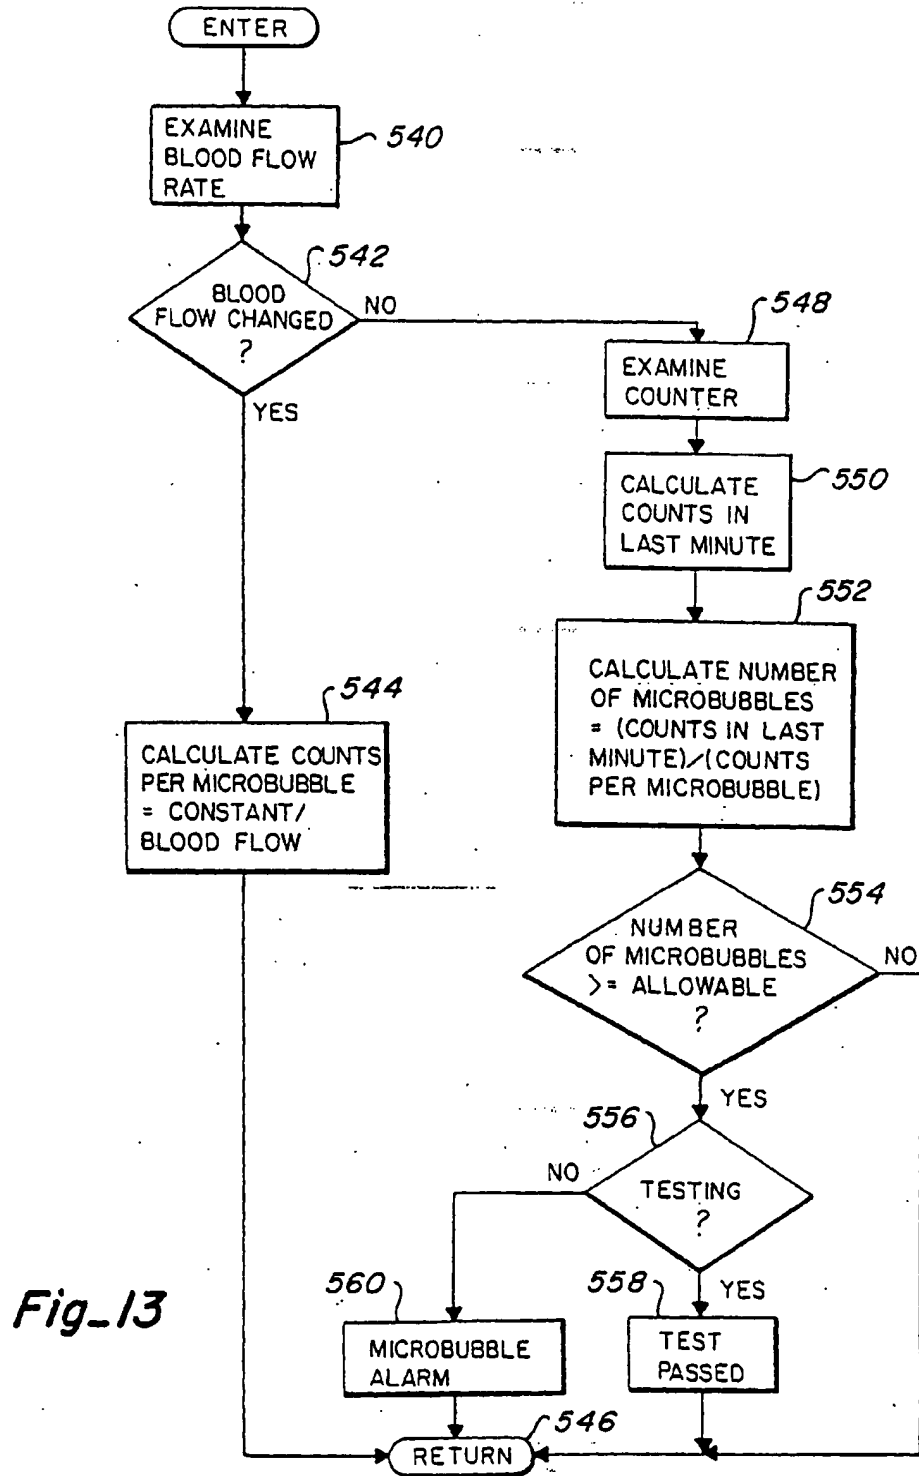 ENTER
EXAMINE
BLOOD FLOW
RATE
540
542
BLOOD
FLOW CHANGED
?
NO
YES
548
EXAMINE
COUNTER
550
CALCULATE
COUNTS IN
LAST MINUTE
552
CALCULATE NUMBER
OF MICROBUBBLES
= (COUNTS IN LAST
MINUTE)/(COUNTS
PER MICROBUBBLE)
544
CALCULATE COUNTS
PER MICROBUBBLE
= CONSTANT/
BLOOD FLOW
554
NUMBER
OF MICROBUBBLES
>= ALLOWABLE
?
NO
YES
556
TESTING
?
NO
YES
560
MICROBUBBLE
ALARM
558
TEST
PASSED
546
RETURN
Fig_13